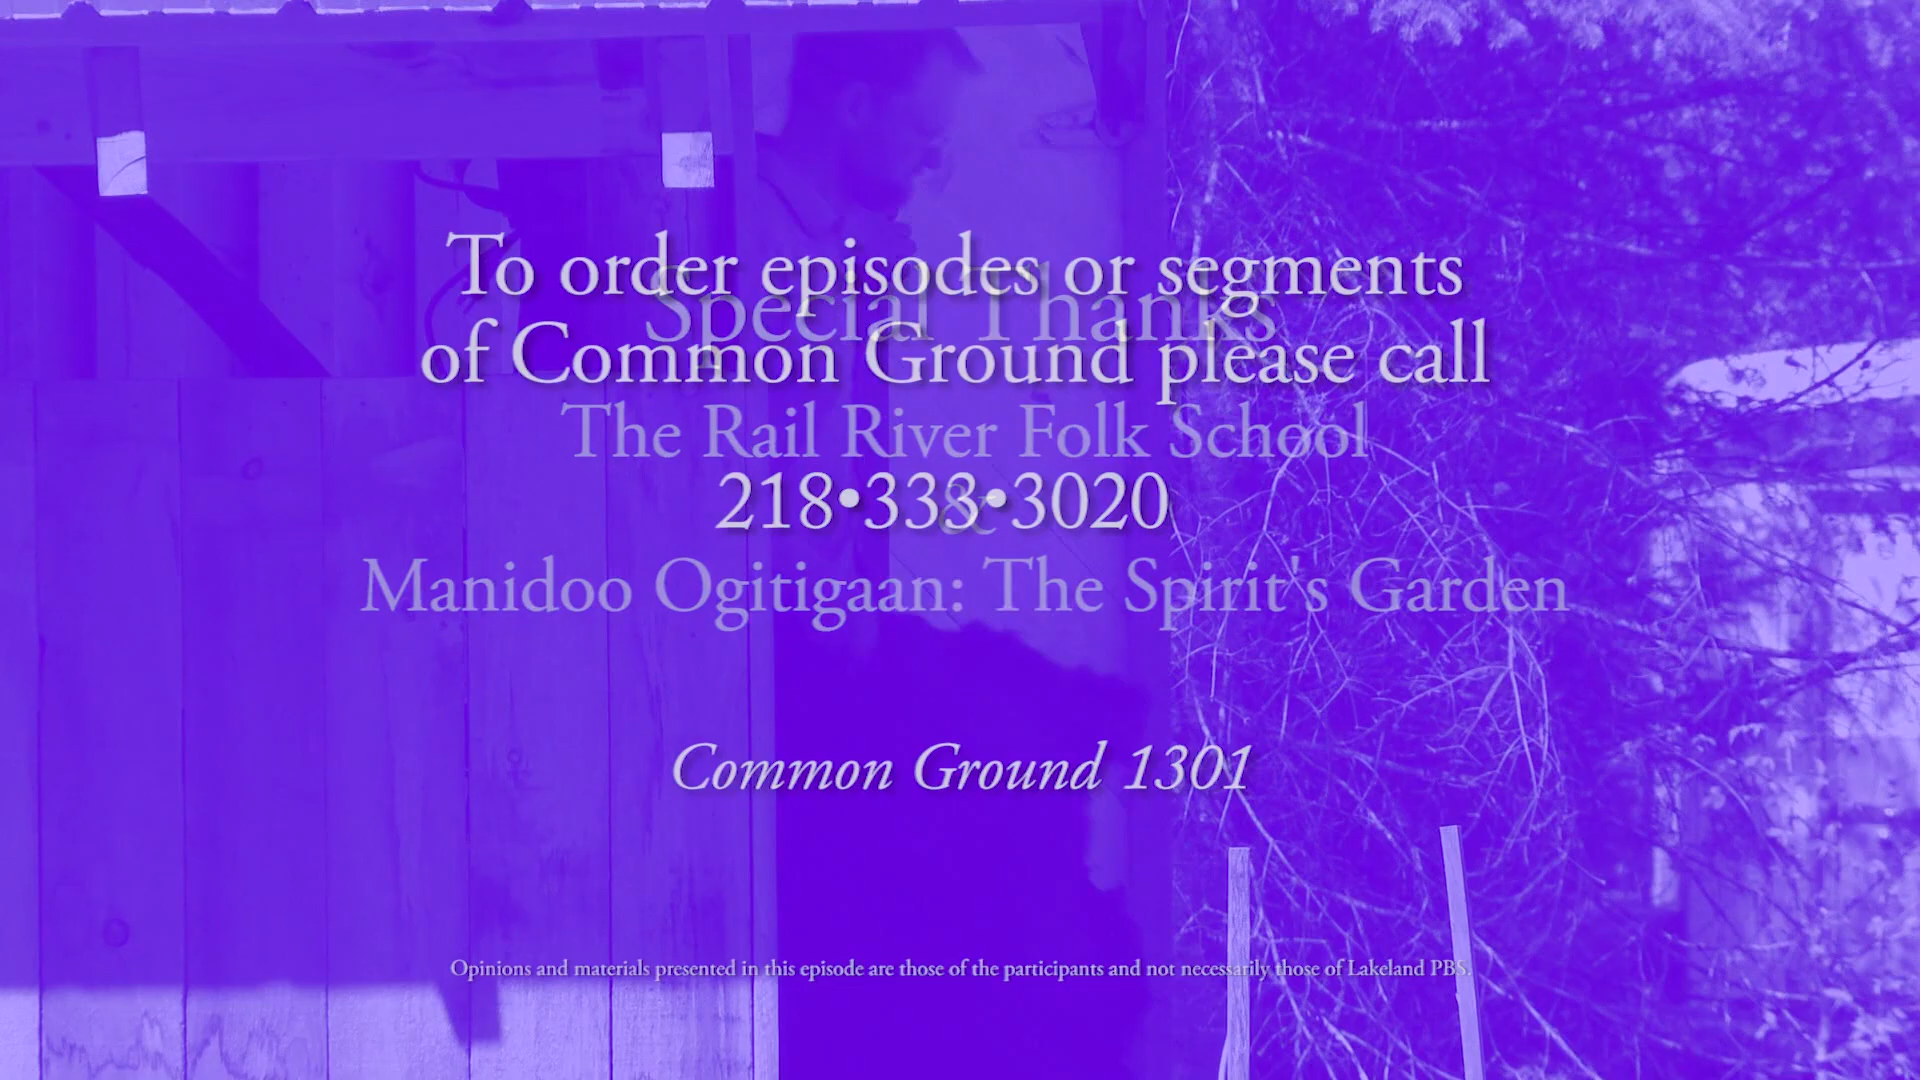 To order episodes or segments
Special Thanks
of Common Ground please call
The Rail River Folk School
218•333•3020
&
Manidoo Ogitigaan: The Spirit's Garden
Common Ground 1301
Opinions and materials presented in this episode are those of the participants and not necessarily those of Lakeland PBS.